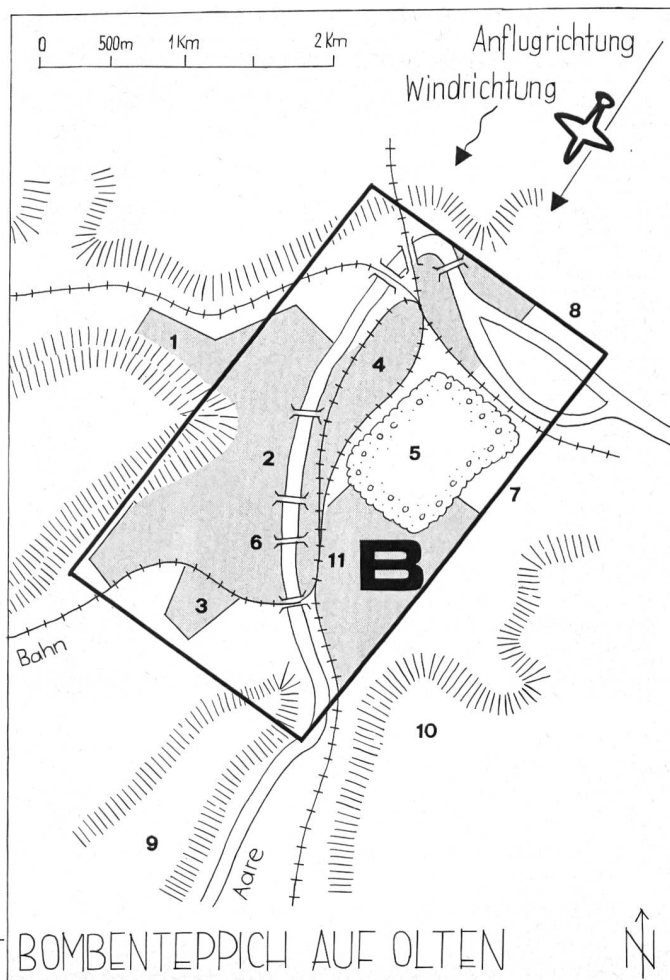 0 500m 1Km 2Km
Anflugrichtung
Windrichtung
1
8
4
2
5
7
6
11
B
3
Bahn
10
9
Aare
BOMBENTEPPICH AUF OLTEN
N